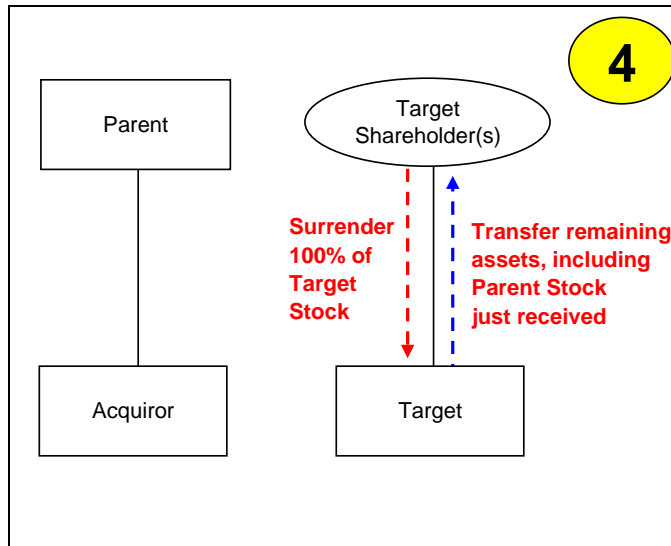 4
Parent
Target
Shareholder(s)
Surrender
100% of
Target
Stock
Transfer remaining
assets, including
Parent Stock
just received
Acquiror
Target